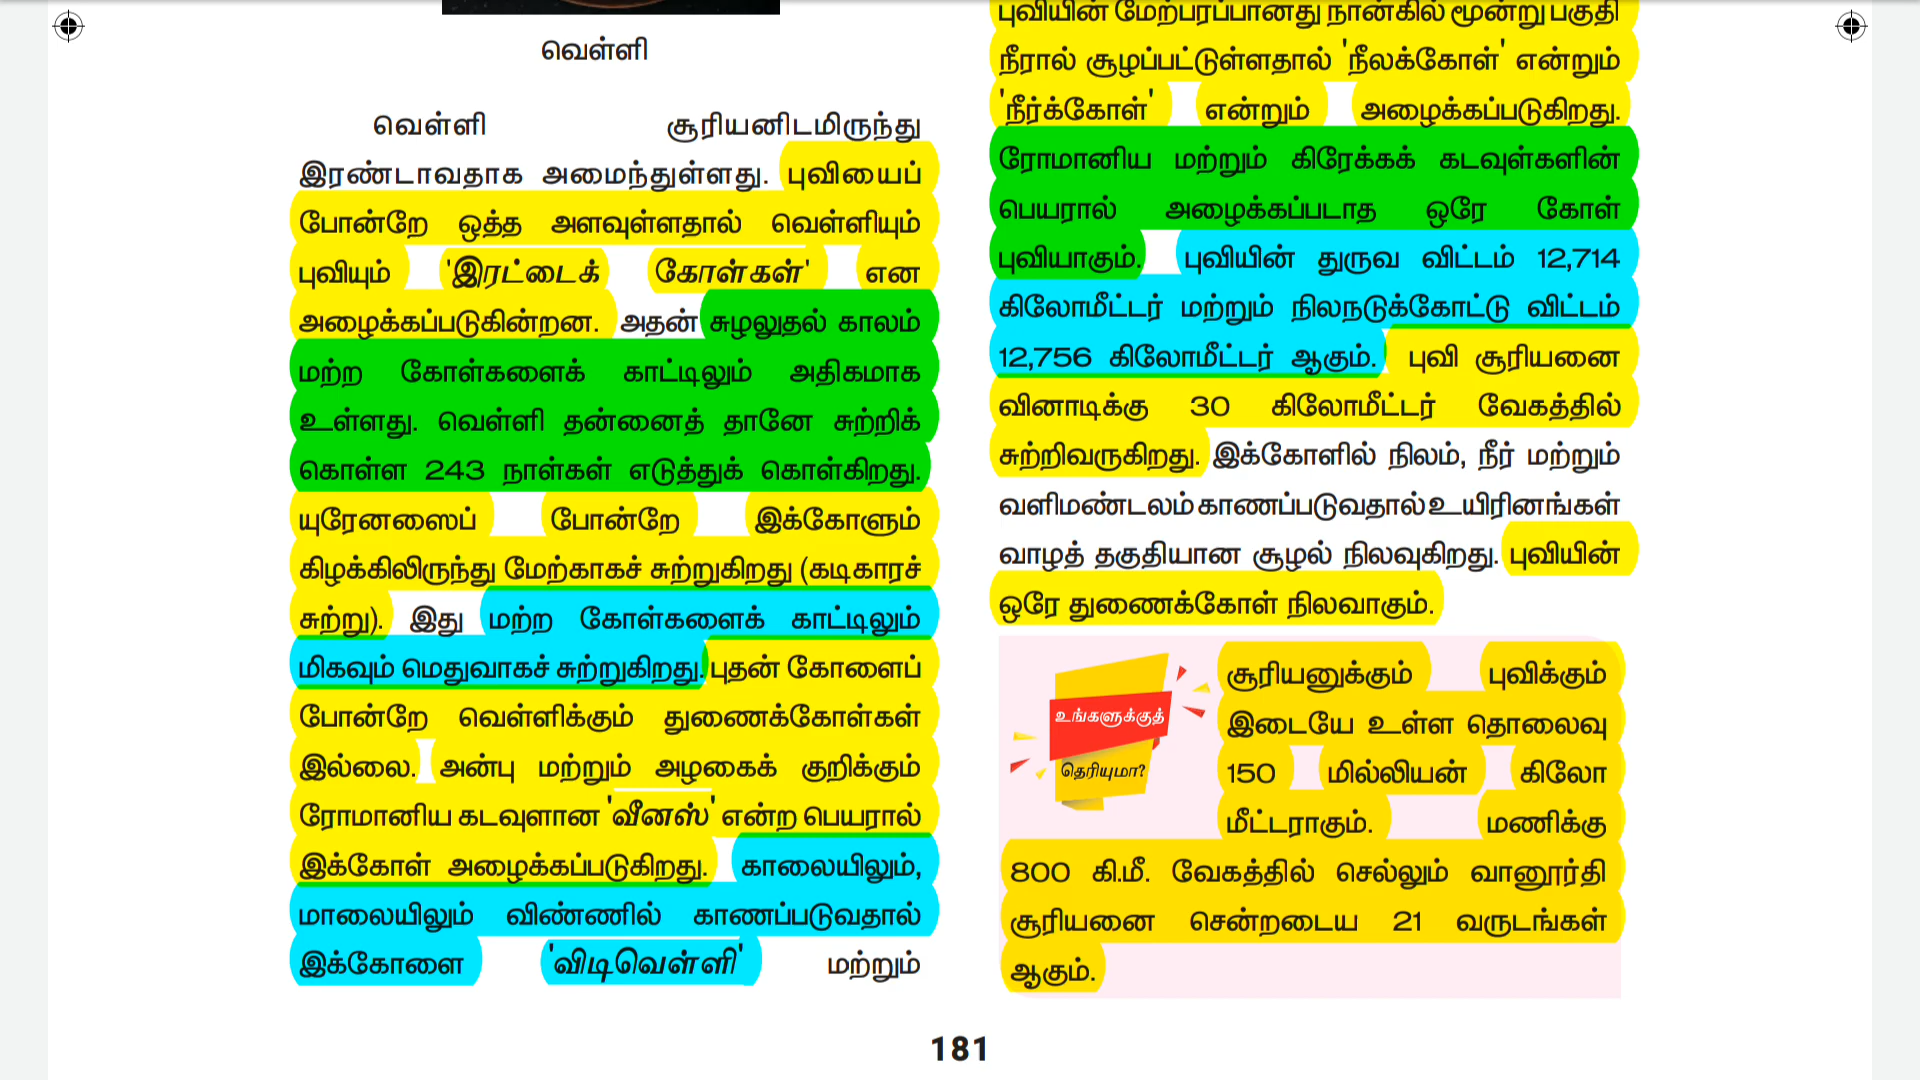 வெள்ளி
வெள்ளி சூரியனிடமிருந்து
இரண்டாவதாக அமைந்துள்ளது. புவியைப்
போன்றே ஒத்த அளவுள்ளதால் வெள்ளியும்
புவியும் 'இரட்டைக் கோள்கள்' என
அழைக்கப்படுகின்றன. அதன் சுழலுதல் காலம்
மற்ற கோள்களைக் காட்டிலும் அதிகமாக
உள்ளது. வெள்ளி தன்னைத் தானே சுற்றிக்
கொள்ள 243 நாள்கள் எடுத்துக் கொள்கிறது.
யுரேனஸைப் போன்றே இக்கோளும்
கிழக்கிலிருந்து மேற்காகச் சுற்றுகிறது (கடிகாரச்
சுற்று). இது மற்ற கோள்களைக் காட்டிலும்
மிகவும் மெதுவாகச் சுற்றுகிறது. புதன் கோளைப்
போன்றே வெள்ளிக்கும் துணைக்கோள்கள்
இல்லை. அன்பு மற்றும் அழகைக் குறிக்கும்
ரோமானிய கடவுளான 'வீனஸ்' என்ற பெயரால்
இக்கோள் அழைக்கப்படுகிறது. காலையிலும்,
மாலையிலும் விண்ணில் காணப்படுவதால்
இக்கோளை 'விடிவெள்ளி' மற்றும்
புவியின் மேற்பரப்பானது நான்கில் மூன்று பகுதி
நீரால் சூழப்பட்டுள்ளதால் 'நீலக்கோள்' என்றும்
'நீர்க்கோள்' என்றும் அழைக்கப்படுகிறது.
ரோமானிய மற்றும் கிரேக்கக் கடவுள்களின்
பெயரால் அழைக்கப்படாத ஒரே கோள்
புவியாகும். புவியின் துருவ விட்டம் 12,714
கிலோமீட்டர் மற்றும் நிலநடுக்கோட்டு விட்டம்
12,756 கிலோமீட்டர் ஆகும். புவி சூரியனை
வினாடிக்கு 30 கிலோமீட்டர் வேகத்தில்
சுற்றிவருகிறது. இக்கோளில் நிலம், நீர் மற்றும்
வளிமண்டலம் காணப்படுவதால் உயிரினங்கள்
வாழத் தகுதியான சூழல் நிலவுகிறது. புவியின்
ஒரே துணைக்கோள் நிலவாகும்.
உங்களுக்குத்
தெரியுமா?
சூரியனுக்கும் புவிக்கும்
இடையே உள்ள தொலைவு
150 மில்லியன் கிலோ
மீட்டராகும். மணிக்கு
800 கி.மீ. வேகத்தில் செல்லும் வானூர்தி
சூரியனை சென்றடைய 21 வருடங்கள்
ஆகும்.
181